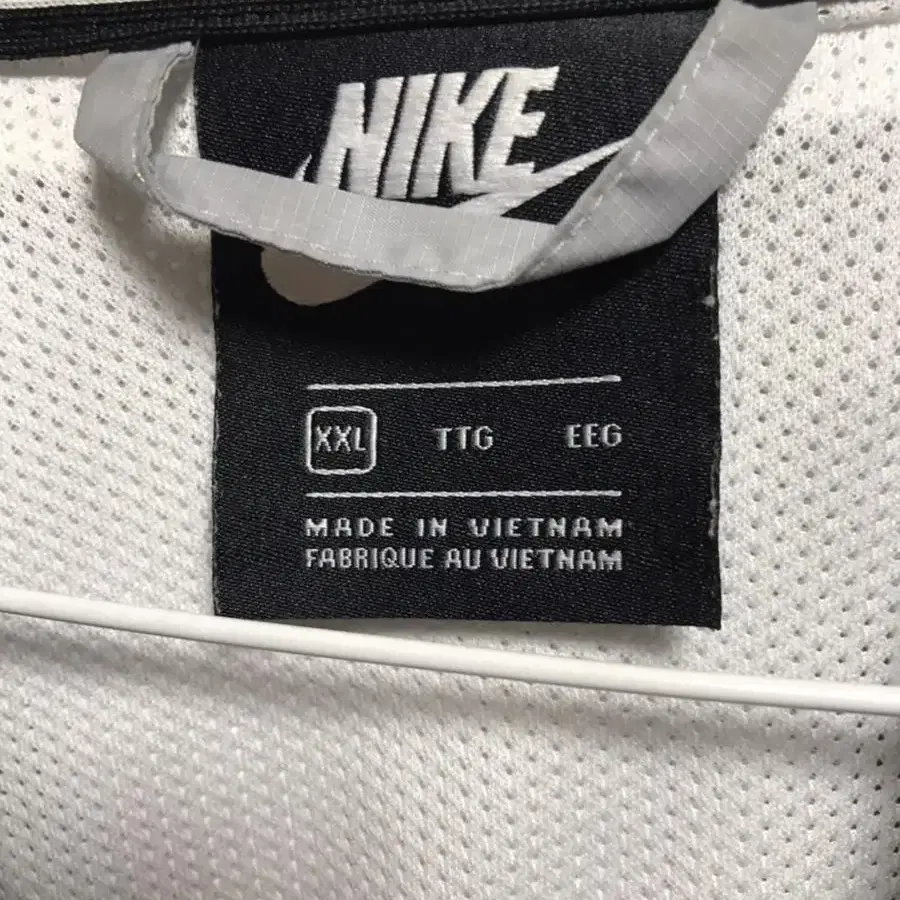 NIKE
XXL TTG EEG
MADE IN VIETNAM
FABRIQUE AU VIETNAM